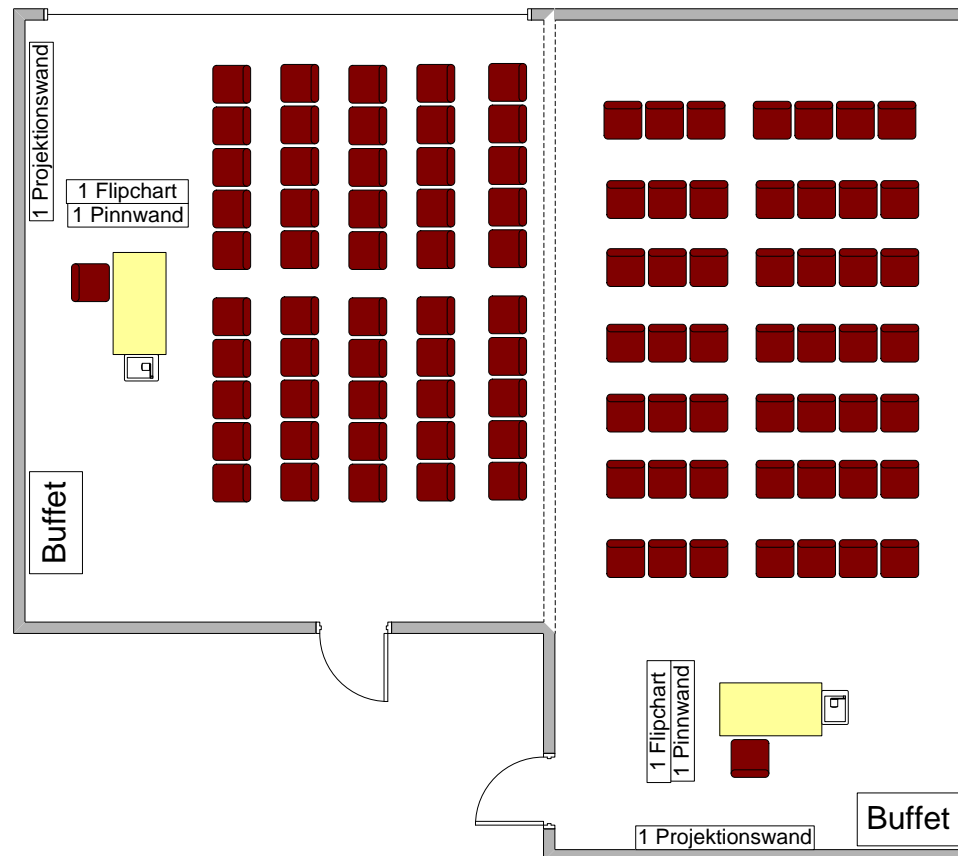 1 Projektionswand
1 Flipchart
1 Pinnwand
Buffet
1 Flipchart
1 Pinnwand
Buffet
1 Projektionswand